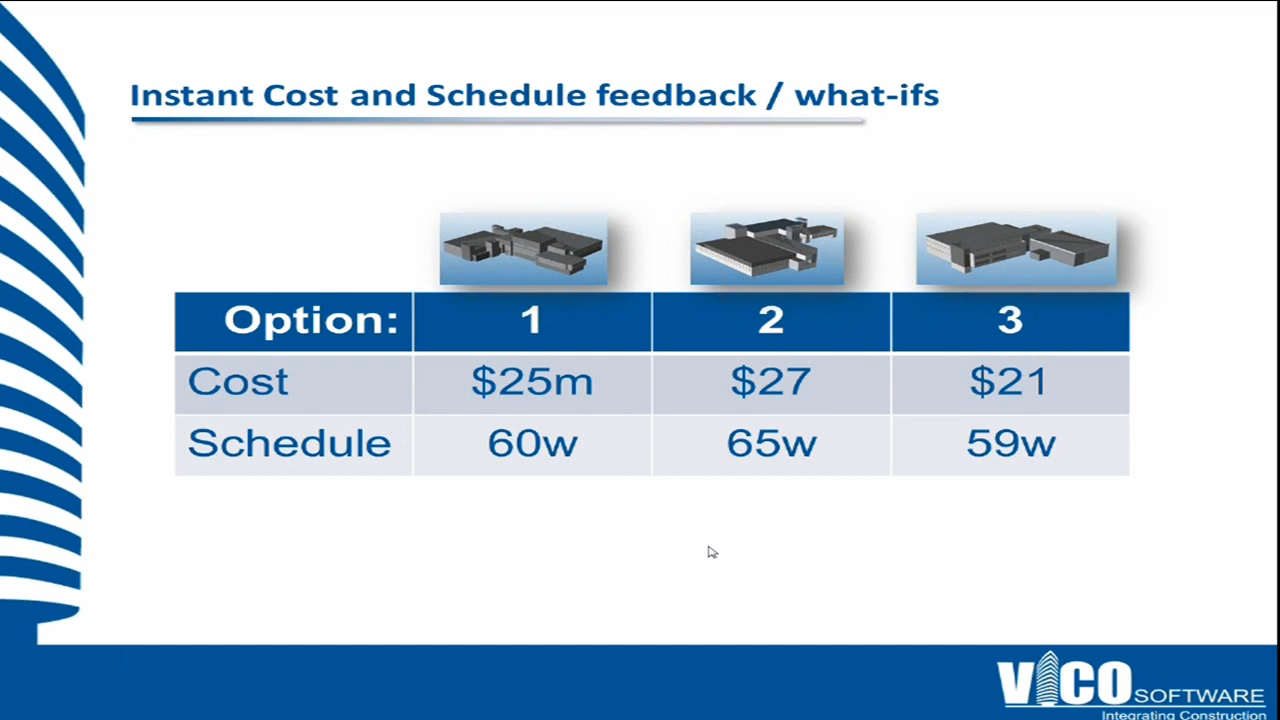 Instant Cost and Schedule feedback / what-ifs
Option: 1 2 3
Cost $25m $27 $21
Schedule 60w 65w 59w
VICO SOFTWARE
Integrating Construction